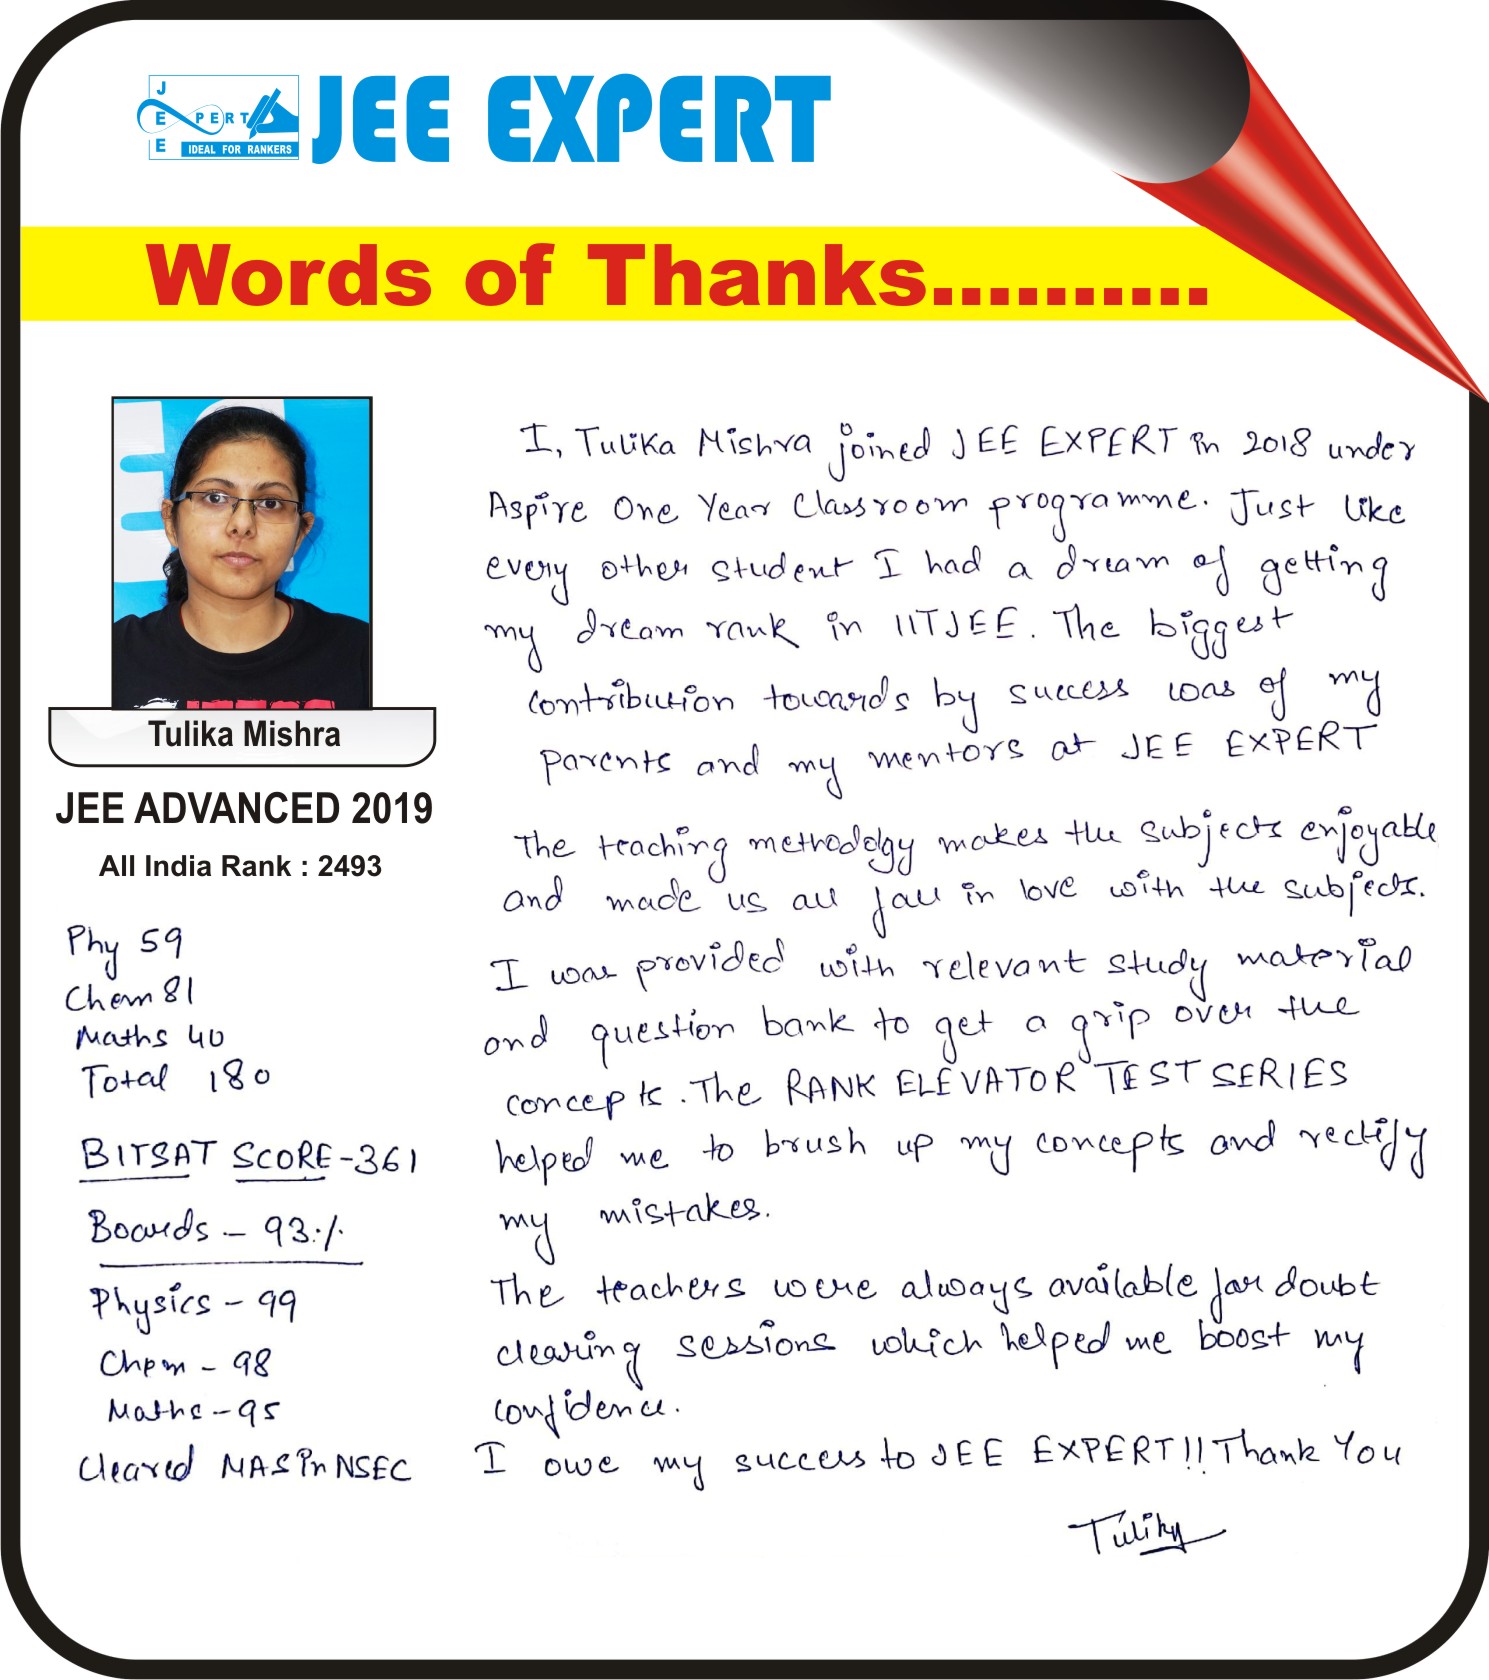 J
E XPERT
E IDEAL FOR RANKERS
JEE EXPERT
Words of Thanks..........
Tulika Mishra
JEE ADVANCED 2019
All India Rank : 2493
Phy 59
Chem 81
Maths 40
Total 180
BITSAT SCORE-361
Boards - 93%
Physics - 99
Chem - 98
Maths - 95
Cleared MAS in NSEC
I, Tulika Mishra joined JEE EXPERT in 2018 under
Aspire One Year Classroom programme. Just like
every other student I had a dream of getting
my dream rank in IITJEE. The biggest
contribution towards by success was of my
parents and my mentors at JEE EXPERT
The teaching methodolgy makes the subjects enjoyable
and made us all fall in love with the subjects.
I was provided with relevant study material
and question bank to get a grip over the
concepts. The RANK ELEVATOR TEST SERIES
helped me to brush up my concepts and rectify
my mistakes.
The teachers were always available for doubt
clearing sessions which helped me boost my
confidence.
I owe my success to JEE EXPERT!! Thank You
Tulika